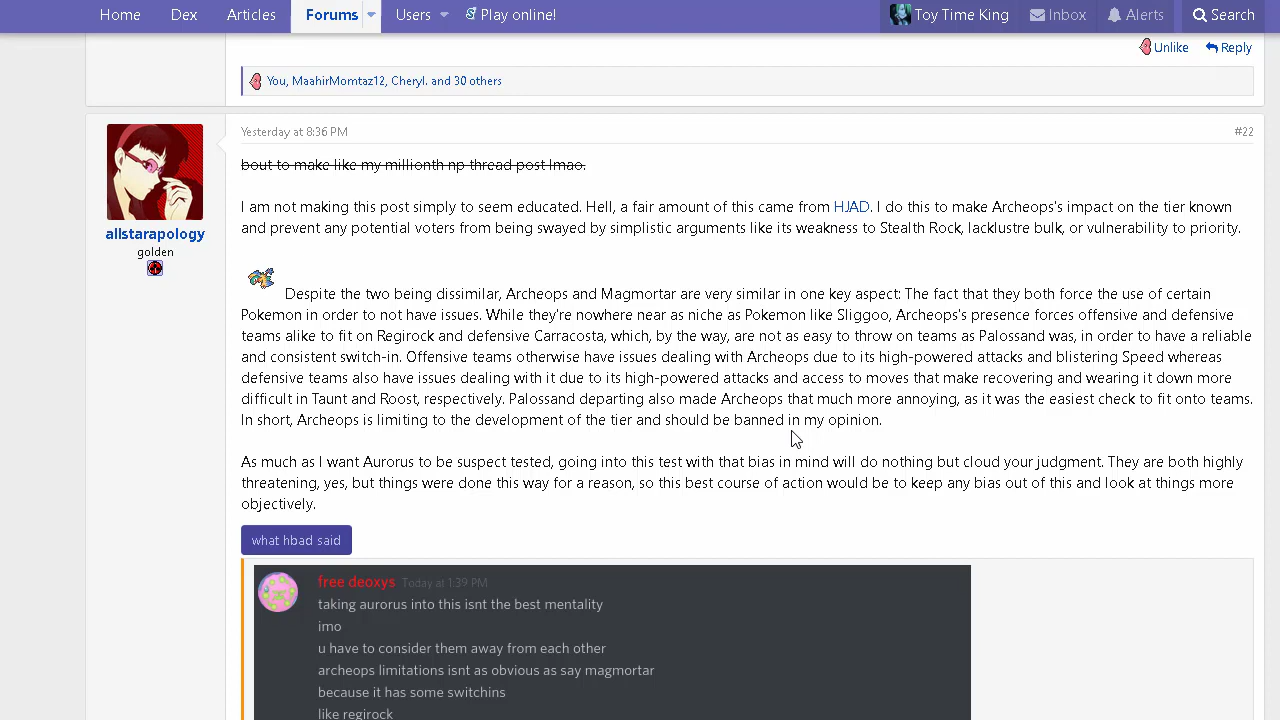 Home Dex Articles Forums Users Play online! Toy Time King Inbox Alerts Search
Unlike Reply
You, MaahirMomtaz12, Cheryl. and 30 others
Yesterday at 8:36 PM #22
bout to make like my millionth np thread post lmao.
I am not making this post simply to seem educated. Hell, a fair amount of this came from HJAD. I do this to make Archeops's impact on the tier known
and prevent any potential voters from being swayed by simplistic arguments like its weakness to Stealth Rock, lacklustre bulk, or vulnerability to priority.
allstarapology
golden
Despite the two being dissimilar, Archeops and Magmortar are very similar in one key aspect: The fact that they both force the use of certain
Pokemon in order to not have issues. While they're nowhere near as niche as Pokemon like Sliggoo, Archeops's presence forces offensive and defensive
teams alike to fit on Regirock and defensive Carracosta, which, by the way, are not as easy to throw on teams as Palossand was, in order to have a reliable
and consistent switch-in. Offensive teams otherwise have issues dealing with Archeops due to its high-powered attacks and blistering Speed whereas
defensive teams also have issues dealing with it due to its high-powered attacks and access to moves that make recovering and wearing it down more
difficult in Taunt and Roost, respectively. Palossand departing also made Archeops that much more annoying, as it was the easiest check to fit onto teams.
In short, Archeops is limiting to the development of the tier and should be banned in my opinion.
As much as I want Aurorus to be suspect tested, going into this test with that bias in mind will do nothing but cloud your judgment. They are both highly
threatening, yes, but things were done this way for a reason, so this best course of action would be to keep any bias out of this and look at things more
objectively.
what hbad said
free deoxys Today at 1:39 PM
taking aurorus into this isnt the best mentality
imo
u have to consider them away from each other
archeops limitations isnt as obvious as say magmortar
because it has some switchins
like regirock